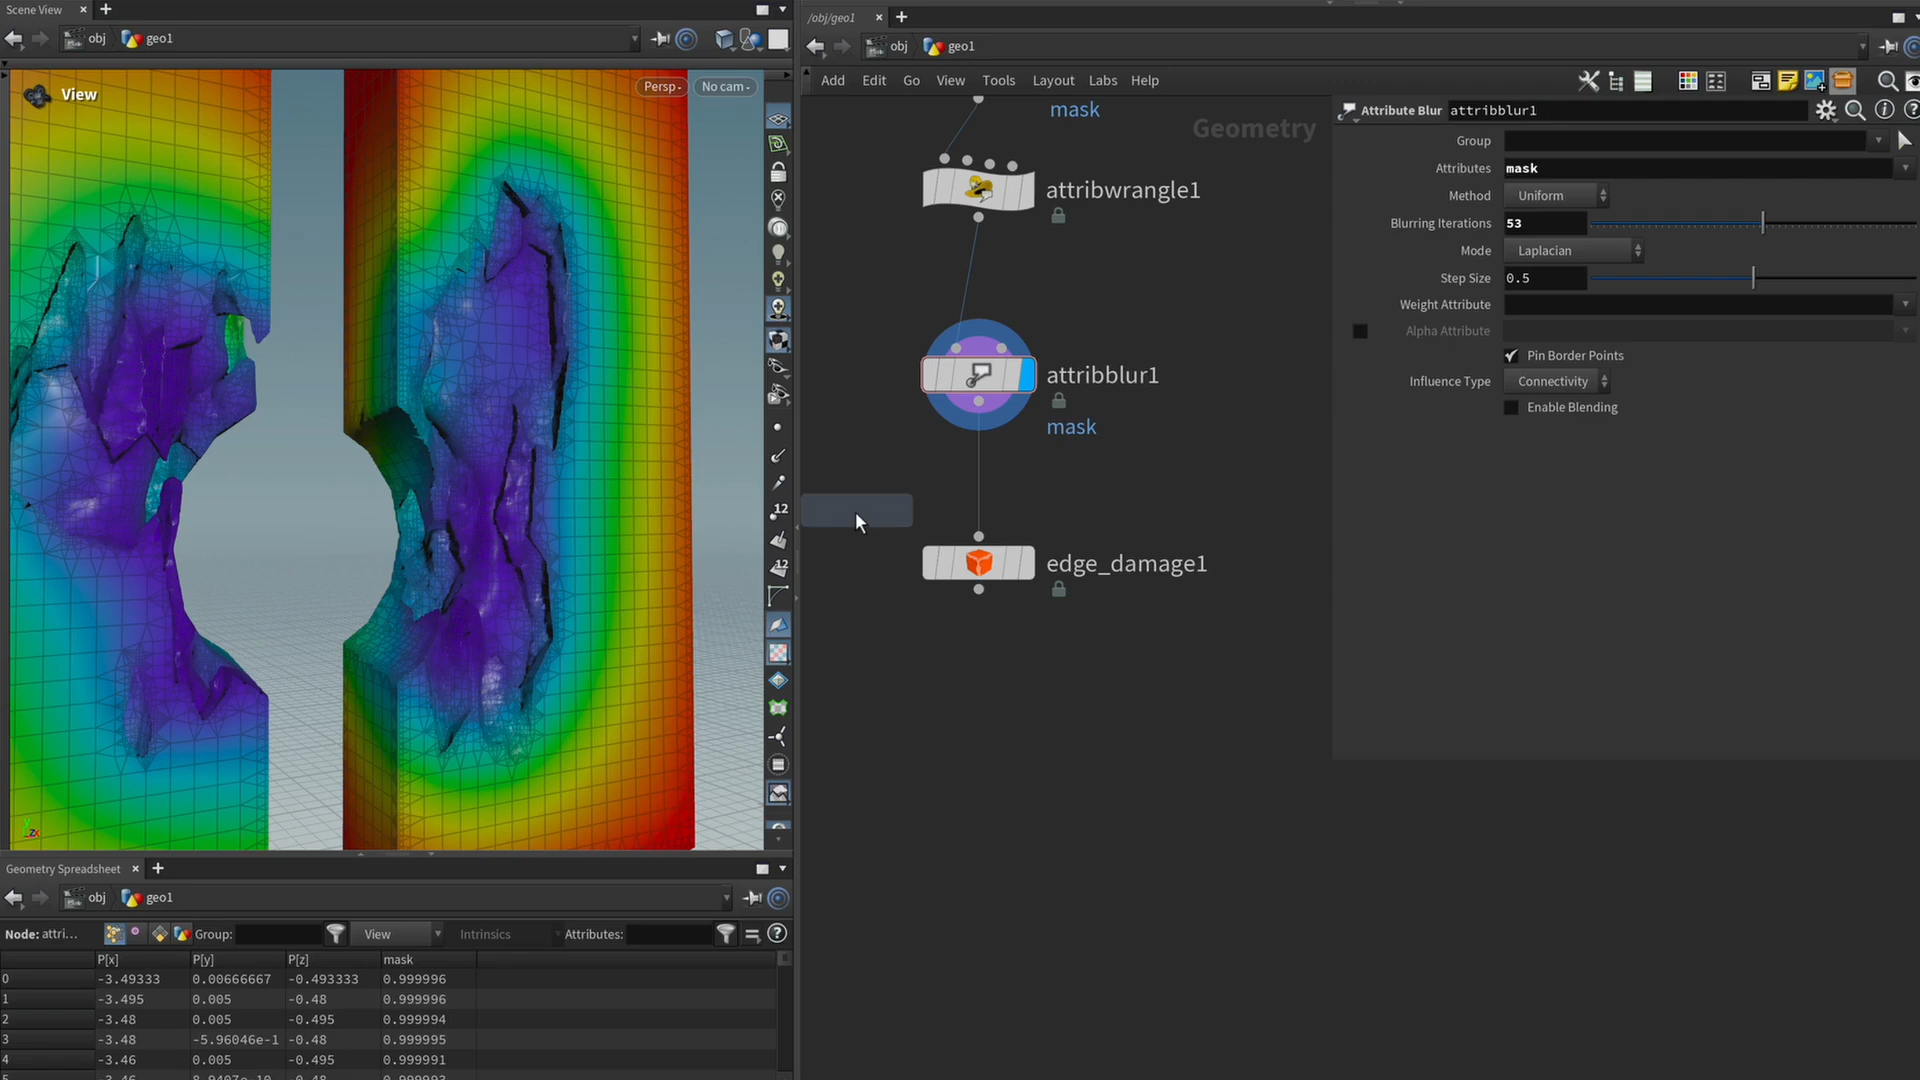 Scene View
obj
geo1
View
Persp
No cam
12
12
Geometry Spreadsheet
obj
geo1
Node: attri...
Group:
View
Intrinsics
Attributes:
P[x] P[y] P[z] mask
0 -3.49333 0.00666667 -0.493333 0.999996
1 -3.495 0.005 -0.48 0.999996
2 -3.48 0.005 -0.495 0.999994
3 -3.48 -5.96046e-1 -0.48 0.999995
4 -3.46 0.005 -0.495 0.999991
/obj/geo1
obj
geo1
Add Edit Go View Tools Layout Labs Help
mask
Geometry
attribwrangle1
attribblur1
mask
edge_damage1
Attribute Blur attribblur1
Group
Attributes mask
Method Uniform
Blurring Iterations 53
Mode Laplacian
Step Size 0.5
Weight Attribute
Alpha Attribute
Pin Border Points
Influence Type Connectivity
Enable Blending